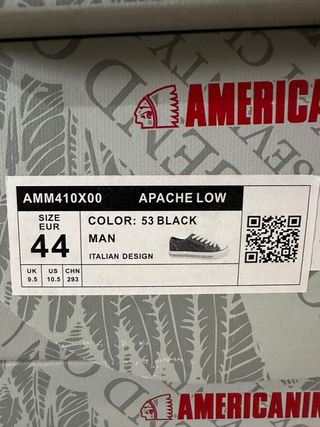 AMERICAN
AMM410X00 APACHE LOW
SIZE
EUR
44
COLOR: 53 BLACK
MAN
ITALIAN DESIGN
UK US CHN
9.5 10.5 293
AMERICANIN